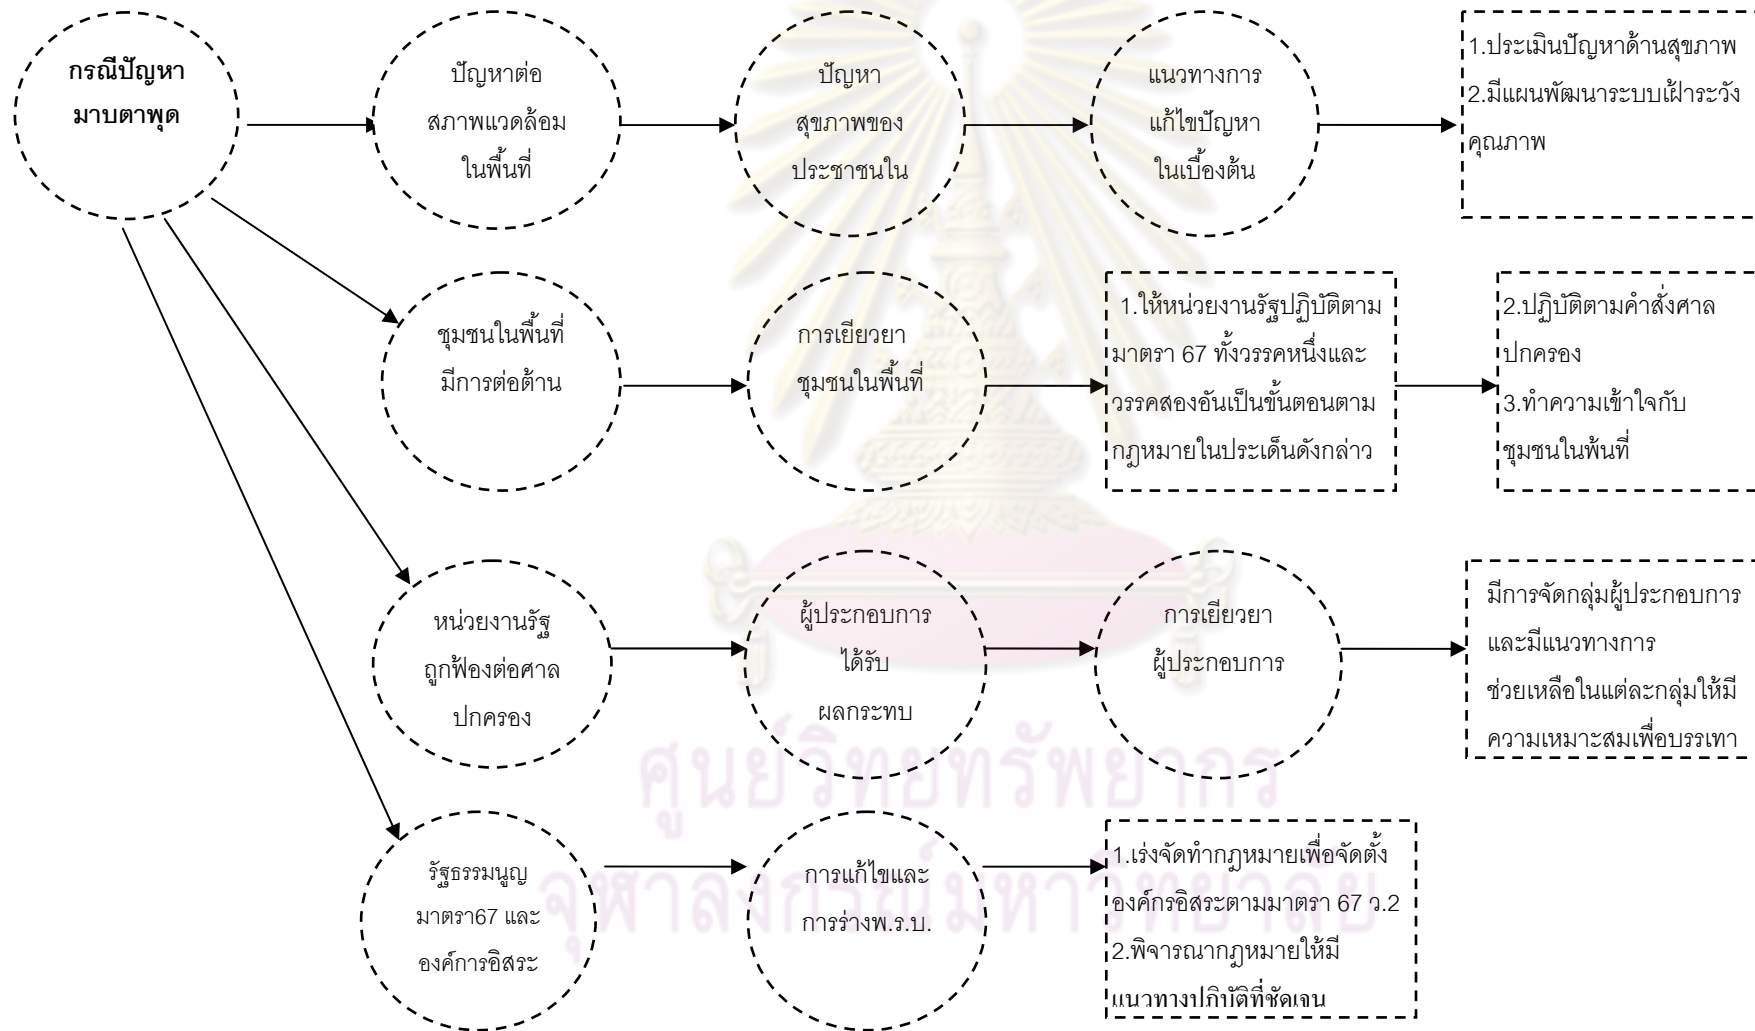 กรณีปัญหา
มาบตาพุด
ปัญหาต่อ
สภาพแวดล้อม
ในพื้นที่
ปัญหา
สุขภาพของ
ประชาชนใน
แนวทางการ
แก้ไขปัญหา
ในเบื้องต้น
1.ประเมินปัญหาด้านสุขภาพ
2.มีแผนพัฒนาระบบเฝ้าระวัง
คุณภาพ
ชุมชนในพื้นที่
มีการต่อต้าน
การเยียวยา
ชุมชนในพื้นที่
1.ให้หน่วยงานรัฐปฏิบัติตาม
มาตรา 67 ทั้งวรรคหนึ่งและ
วรรคสองอันเป็นขั้นตอนตาม
กฎหมายในประเด็นดังกล่าว
2.ปฏิบัติตามคำสั่งศาล
ปกครอง
3.ทำความเข้าใจกับ
ชุมชนในพ้นที่
หน่วยงานรัฐ
ถูกฟ้องต่อศาล
ปกครอง
ผู้ประกอบการ
ได้รับ
ผลกระทบ
การเยียวยา
ผู้ประกอบการ
มีการจัดกลุ่มผู้ประกอบการ
และมีแนวทางการ
ช่วยเหลือในแต่ละกลุ่มให้มี
ความเหมาะสมเพื่อบรรเทา
รัฐธรรมนูญ
มาตรา67 และ
องค์การอิสระ
การแก้ไขและ
การร่างพ.ร.บ.
1.เร่งจัดทำกฎหมายเพื่อจัดตั้ง
องค์กรอิสระตามมาตรา 67 ว.2
2.พิจารณากฎหมายให้มี
แนวทางปภิบัติที่ชัดเจน
ศูนย์วิทยทรัพยากร
จุฬาลงกรณ์มหาวิทยาลัย